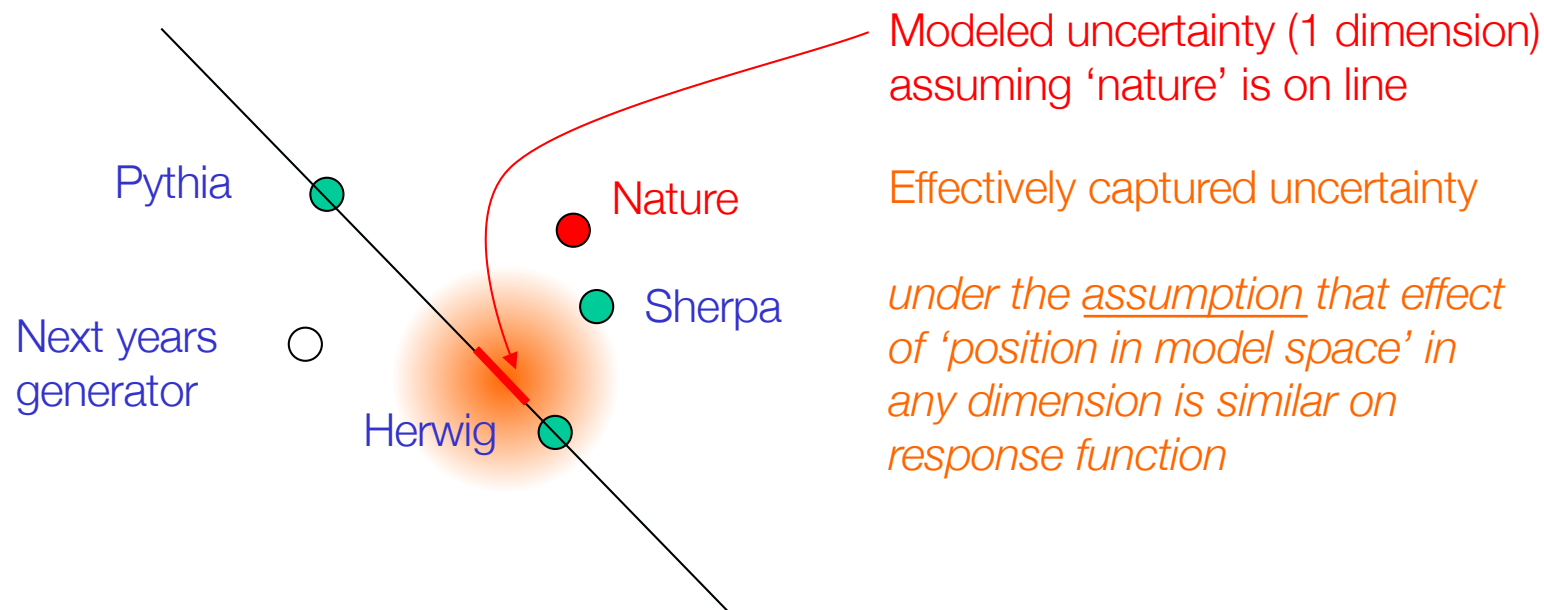 Modeled uncertainty (1 dimension)
assuming ‘nature’ is on line
Pythia
Nature
Effectively captured uncertainty
Sherpa
under the assumption that effect
of ‘position in model space’ in
any dimension is similar on
response function
Next years
generator
Herwig